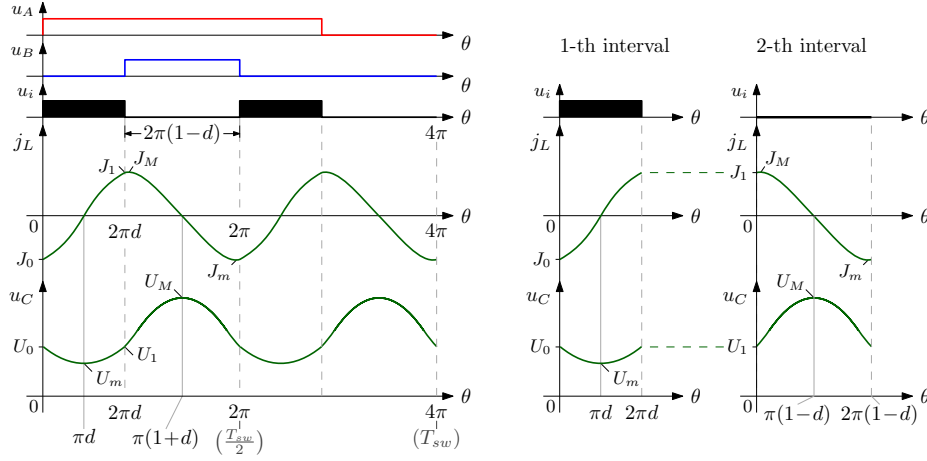 u_A
θ
1-th interval
2-th interval
u_B
θ
u_i
θ
u_i
θ
u_i
θ
2π(1−d)
4π
j_L
J_1
J_M
0
2πd
2π
4π
θ
J_0
J_m
j_L
0
θ
J_0
J_1
J_M
0
θ
J_m
u_C
U_M
U_0
U_1
U_m
0
2πd
2π
4π
θ
πd
π(1+d)
(T_sw/2)
(T_sw)
u_C
U_0
U_m
0
πd
2πd
θ
U_M
U_1
0
θ
π(1−d)
2π(1−d)